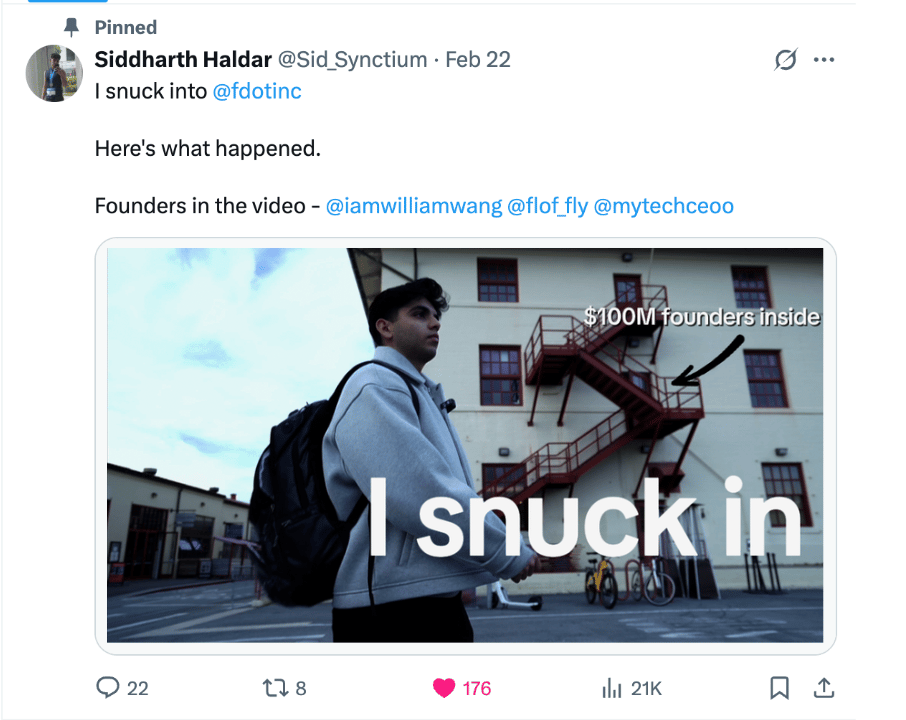 Pinned
Siddharth Haldar @Sid_Synctium · Feb 22
I snuck into @fdotinc
Here's what happened.
Founders in the video - @iamwilliamwang @flof_fly @mytechceoo
$100M founders inside
I snuck in
22
8
176
21K